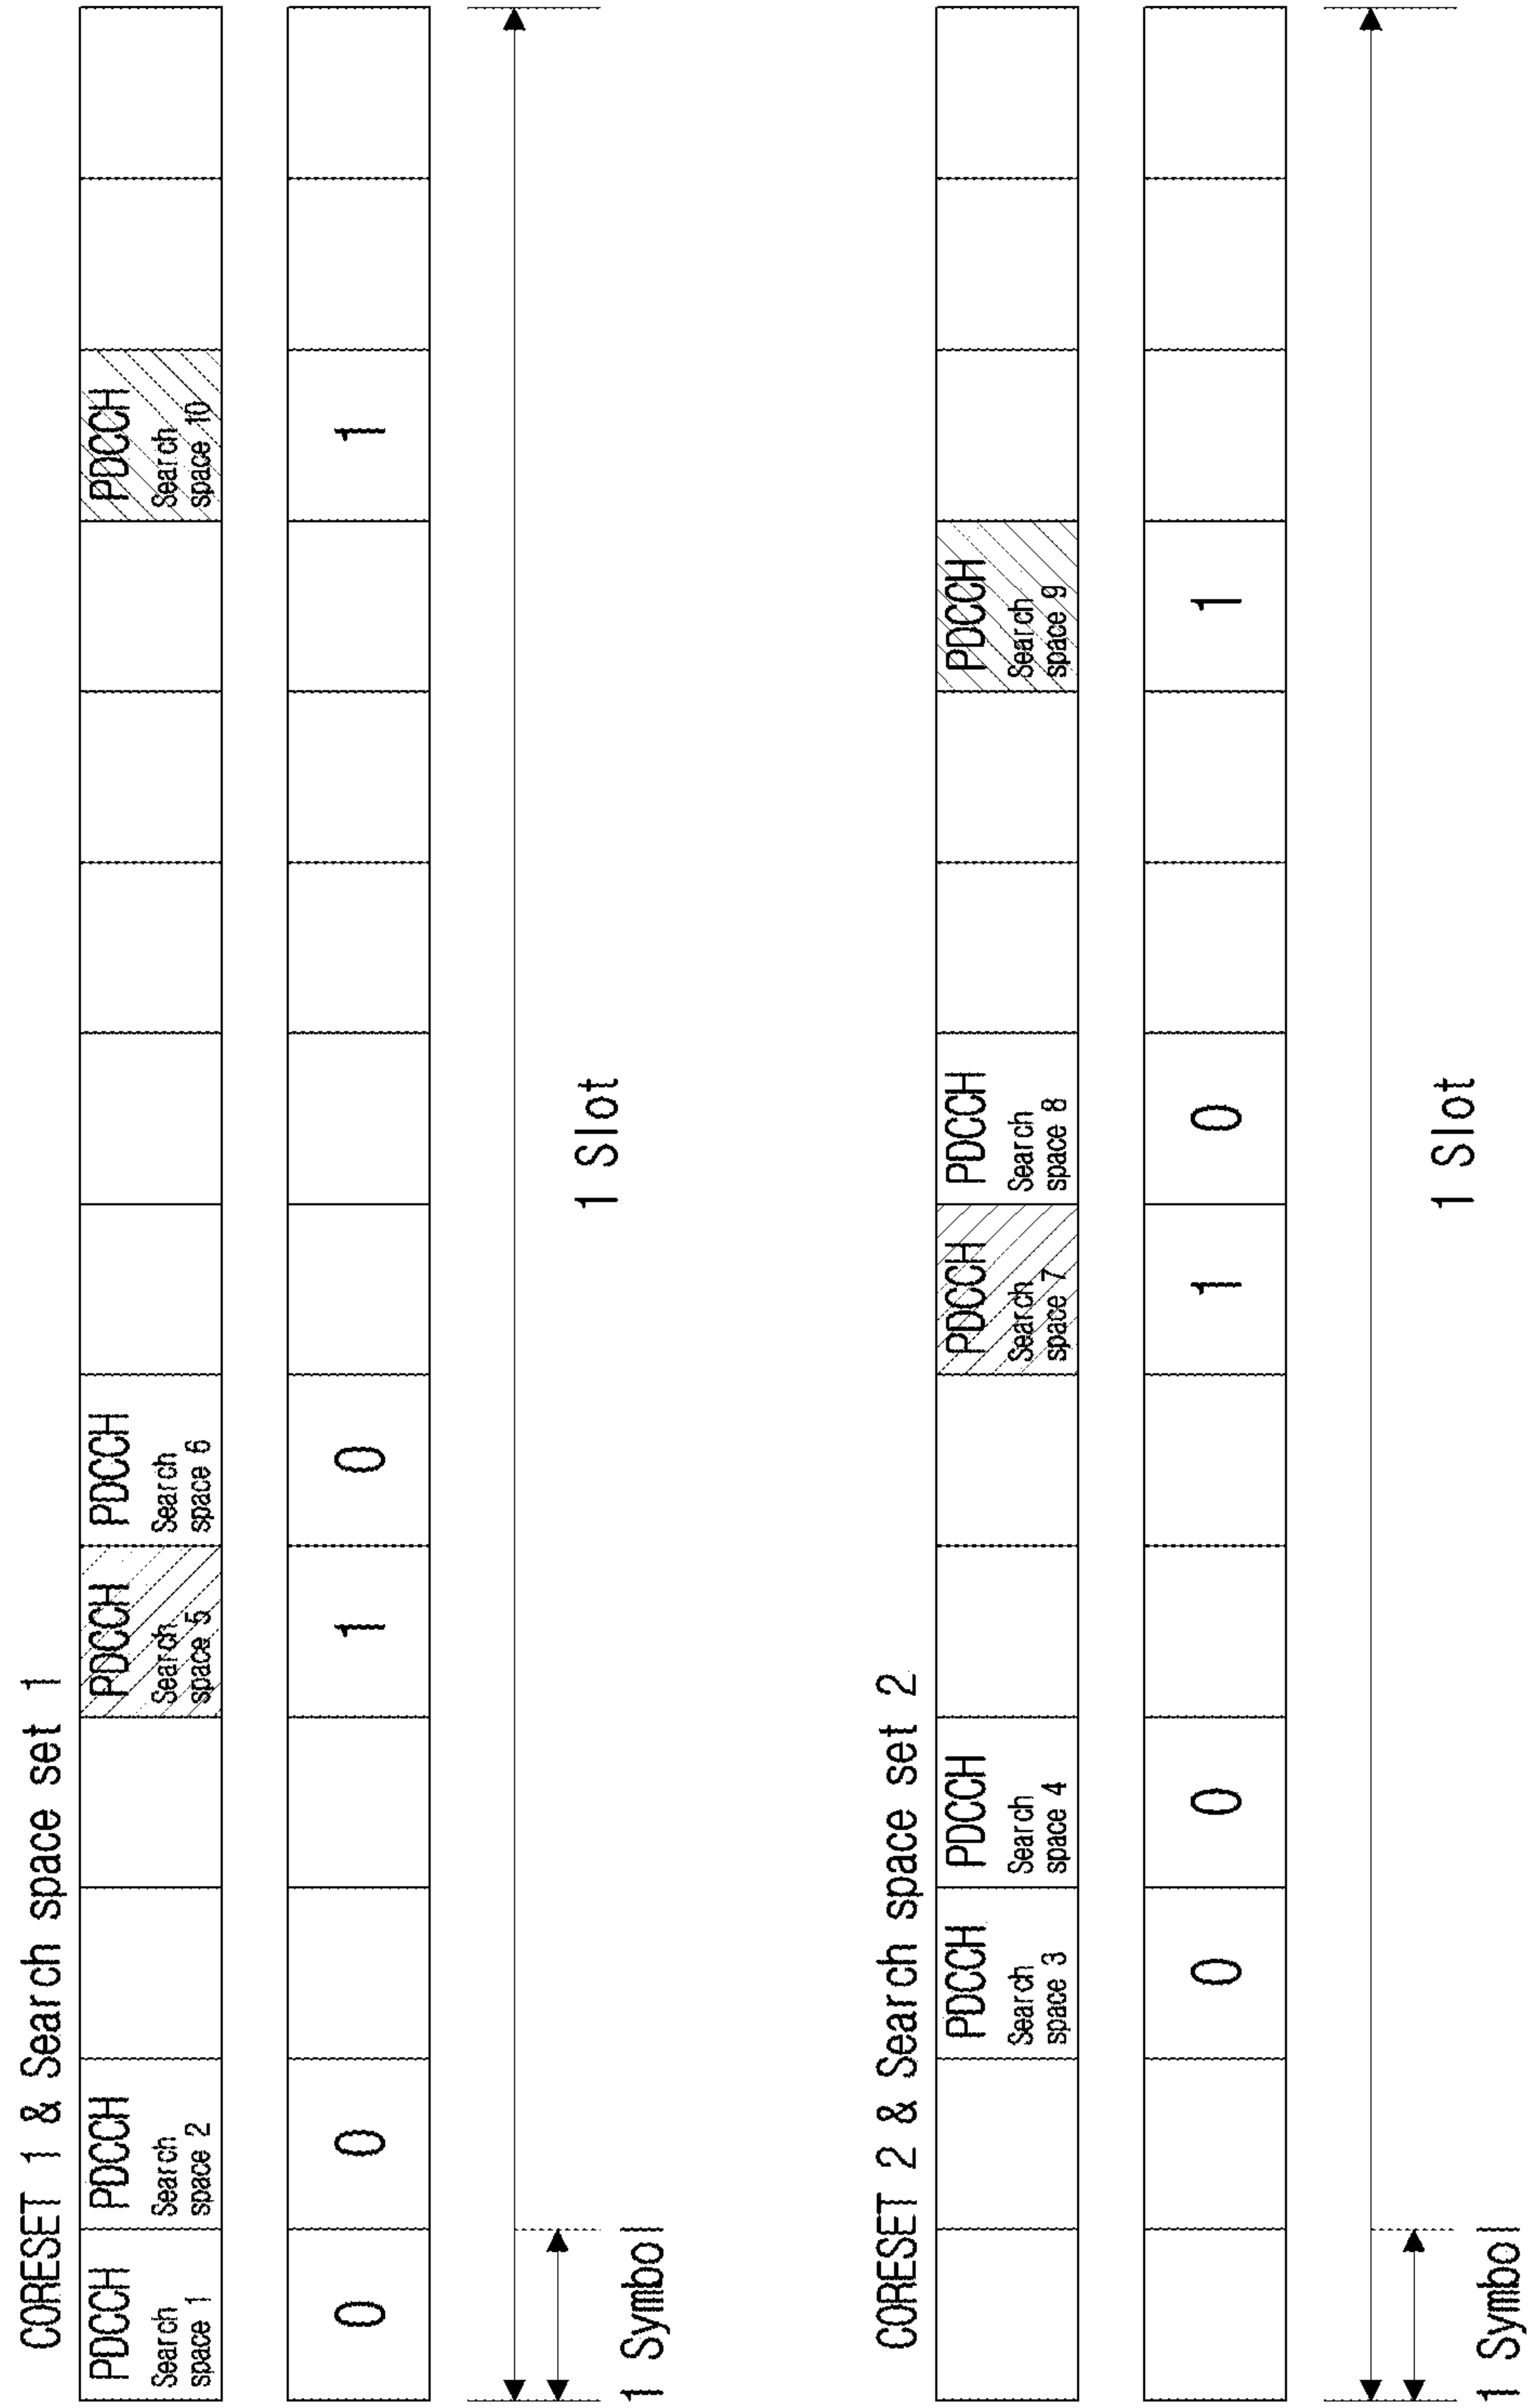 CORESET 1 & Search space set 1
PDCCH
Search
space 1
PDCCH
Search
space 2
PDCCH
Search
space 5
PDCCH
Search
space 6
PDCCH
Search
space 10
0
0
1
0
1
1 Slot
1 Symbol
CORESET 2 & Search space set 2
PDCCH
Search
space 3
PDCCH
Search
space 4
PDCCH
Search
space 7
PDCCH
Search
space 8
PDCCH
Search
space 9
0
0
1
0
1
1 Slot
1 Symbol